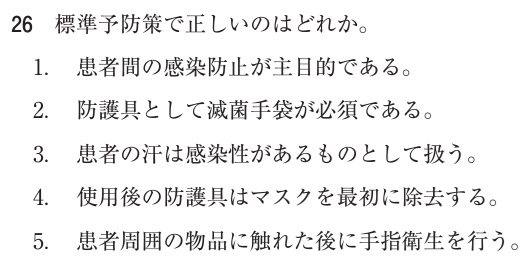 26 標準予防策で正しいのはどれか。
1. 患者間の感染防止が主目的である。
2. 防護具として滅菌手袋が必須である。
3. 患者の汗は感染性があるものとして扱う。
4. 使用後の防護具はマスクを最初に除去する。
5. 患者周囲の物品に触れた後に手指衛生を行う。